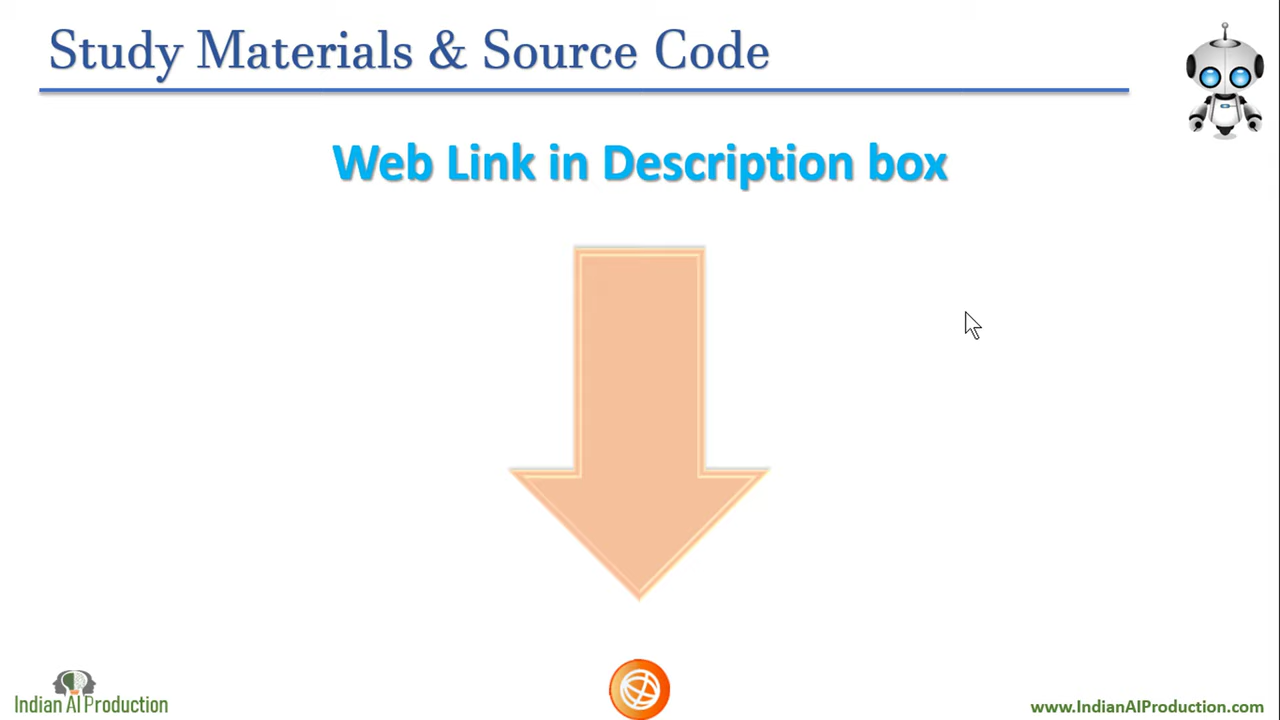 Study Materials & Source Code
Web Link in Description box
Indian AI Production
www.IndianAIProduction.com